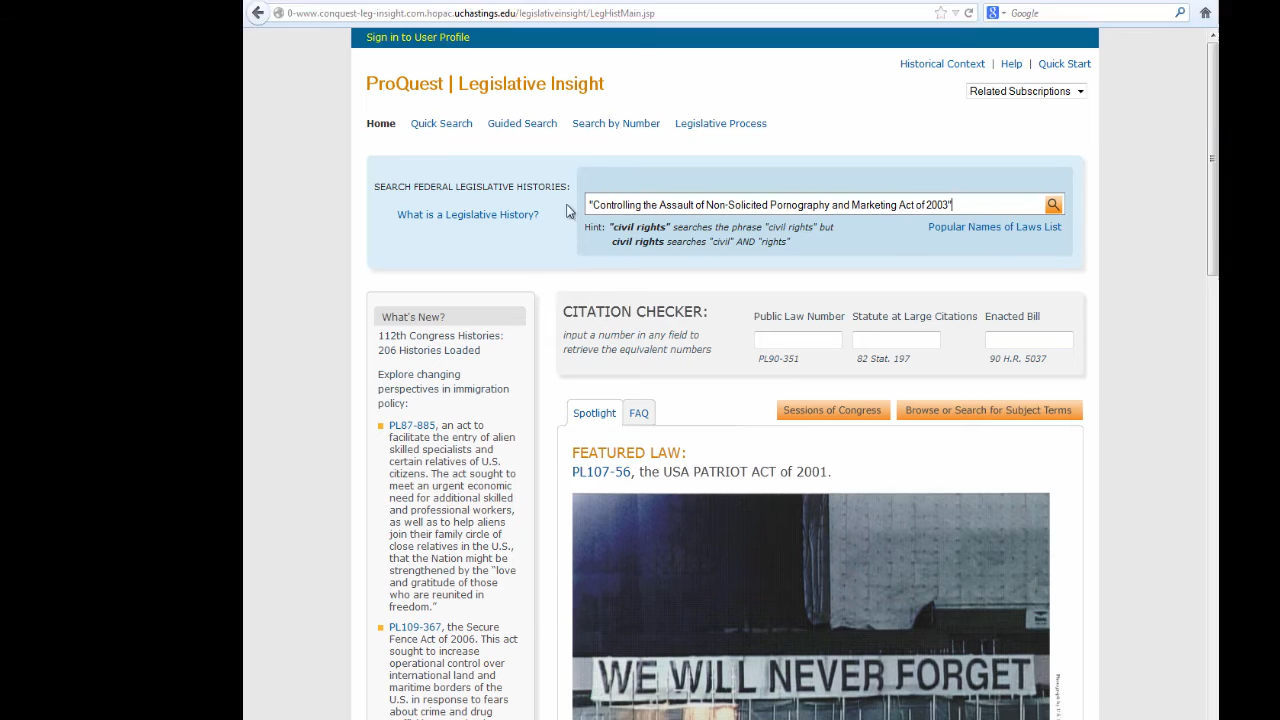 0-www.conquest-leg-insight.com.hopac.uchastings.edu/legislativeinsight/LegHistMain.jsp
Google
Sign in to User Profile
Historical Context | Help | Quick Start
ProQuest | Legislative Insight
Related Subscriptions
Home Quick Search Guided Search Search by Number Legislative Process
SEARCH FEDERAL LEGISLATIVE HISTORIES:
What is a Legislative History?
"Controlling the Assault of Non-Solicited Pornography and Marketing Act of 2003"
Hint: "civil rights" searches the phrase "civil rights" but
civil rights searches "civil" AND "rights"
Popular Names of Laws List
What's New?
112th Congress Histories:
206 Histories Loaded
Explore changing
perspectives in immigration
policy:
PL87-885, an act to
facilitate the entry of alien
skilled specialists and
certain relatives of U.S.
citizens. The act sought to
meet an urgent economic
need for additional skilled
and professional workers,
as well as to help aliens
join their family circle of
close relatives in the U.S.,
that the Nation might be
strengthened by the "love
and gratitude of those
who are reunited in
freedom."
PL109-367, the Secure
Fence Act of 2006. This act
sought to increase
operational control over
international land and
maritime borders of the
U.S. in response to fears
about crime and drug
CITATION CHECKER:
input a number in any field to
retrieve the equivalent numbers
Public Law Number Statute at Large Citations Enacted Bill
PL90-351 82 Stat. 197 90 H.R. 5037
Spotlight FAQ
Sessions of Congress Browse or Search for Subject Terms
FEATURED LAW:
PL107-56, the USA PATRIOT ACT of 2001.
WE WILL NEVER FORGET